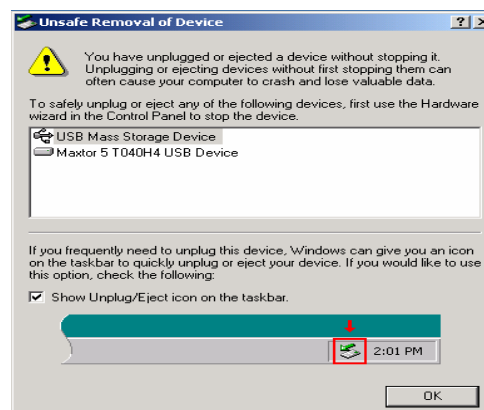 Unsafe Removal of Device
You have unplugged or ejected a device without stopping it.
Unplugging or ejecting devices without first stopping them can
often cause your computer to crash and lose valuable data.
To safely unplug or eject any of the following devices, first use the Hardware
wizard in the Control Panel to stop the device.
USB Mass Storage Device
Maxtor 5 T040H4 USB Device
If you frequently need to unplug this device, Windows can give you an icon
on the taskbar to quickly unplug or eject your device. If you would like to use
this option, check the following:
Show Unplug/Eject icon on the taskbar.
2:01 PM
OK